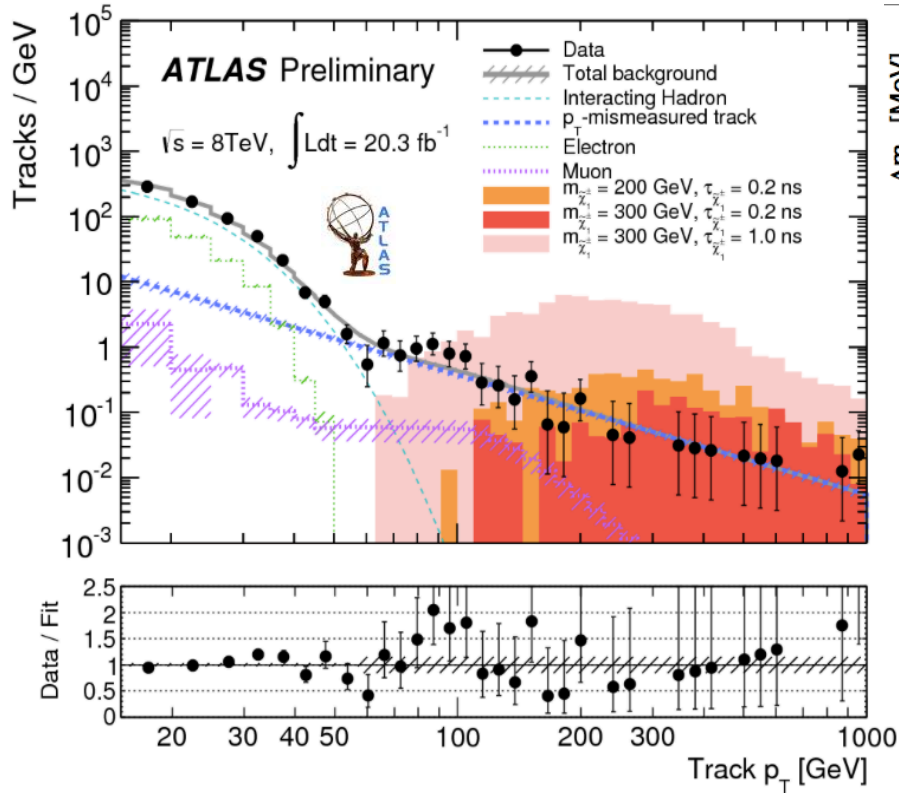 10^5
10^4
10^3
10^2
10
1
10^-1
10^-2
10^-3
Tracks / GeV
ATLAS Preliminary
√s = 8TeV, ∫Ldt = 20.3 fb^-1
ATLAS
Data
Total background
Interacting Hadron
p_T-mismeasured track
Electron
Muon
m_χ̃₁± = 200 GeV, τ_χ̃₁± = 0.2 ns
m_χ̃₁± = 300 GeV, τ_χ̃₁± = 0.2 ns
m_χ̃₁± = 300 GeV, τ_χ̃₁± = 1.0 ns
[MeV]
2.5
2
1.5
1
0.5
0
Data / Fit
20 30 40 50 100 200 300 1000
Track p_T [GeV]